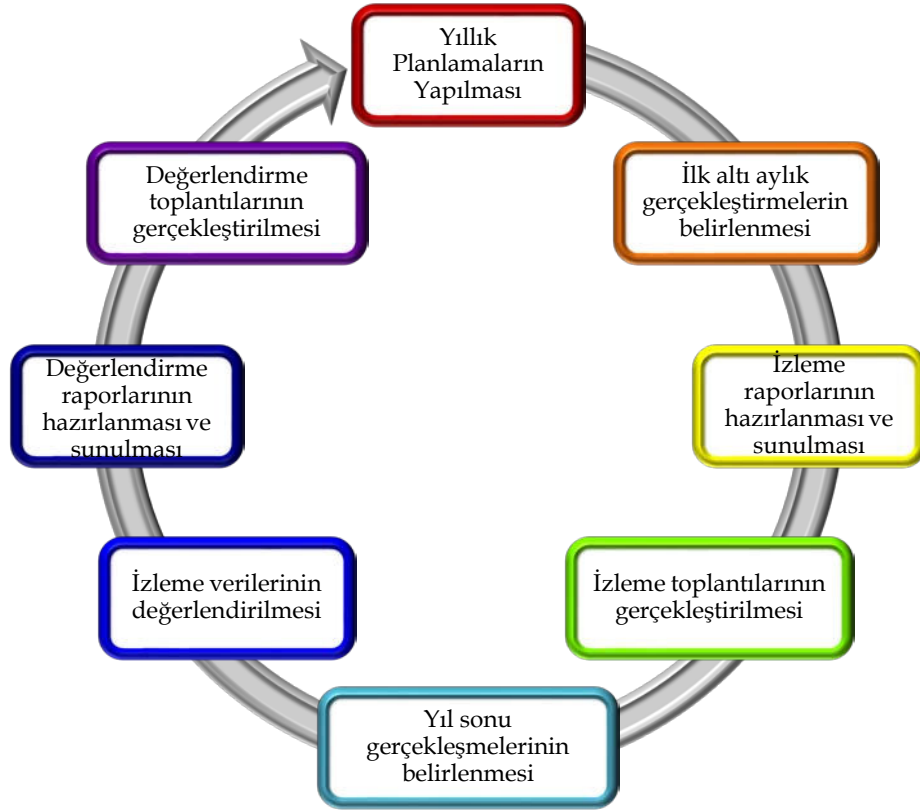 Yıllık
Planlamaların
Yapılması
İlk altı aylık
gerçekleştirmelerin
belirlenmesi
İzleme
raporlarının
hazırlanması ve
sunulması
İzleme toplantılarının
gerçekleştirilmesi
Yıl sonu
gerçekleşmelerinin
belirlenmesi
İzleme verilerinin
değerlendirilmesi
Değerlendirme
raporlarının
hazırlanması ve
sunulması
Değerlendirme
toplantılarının
gerçekleştirilmesi